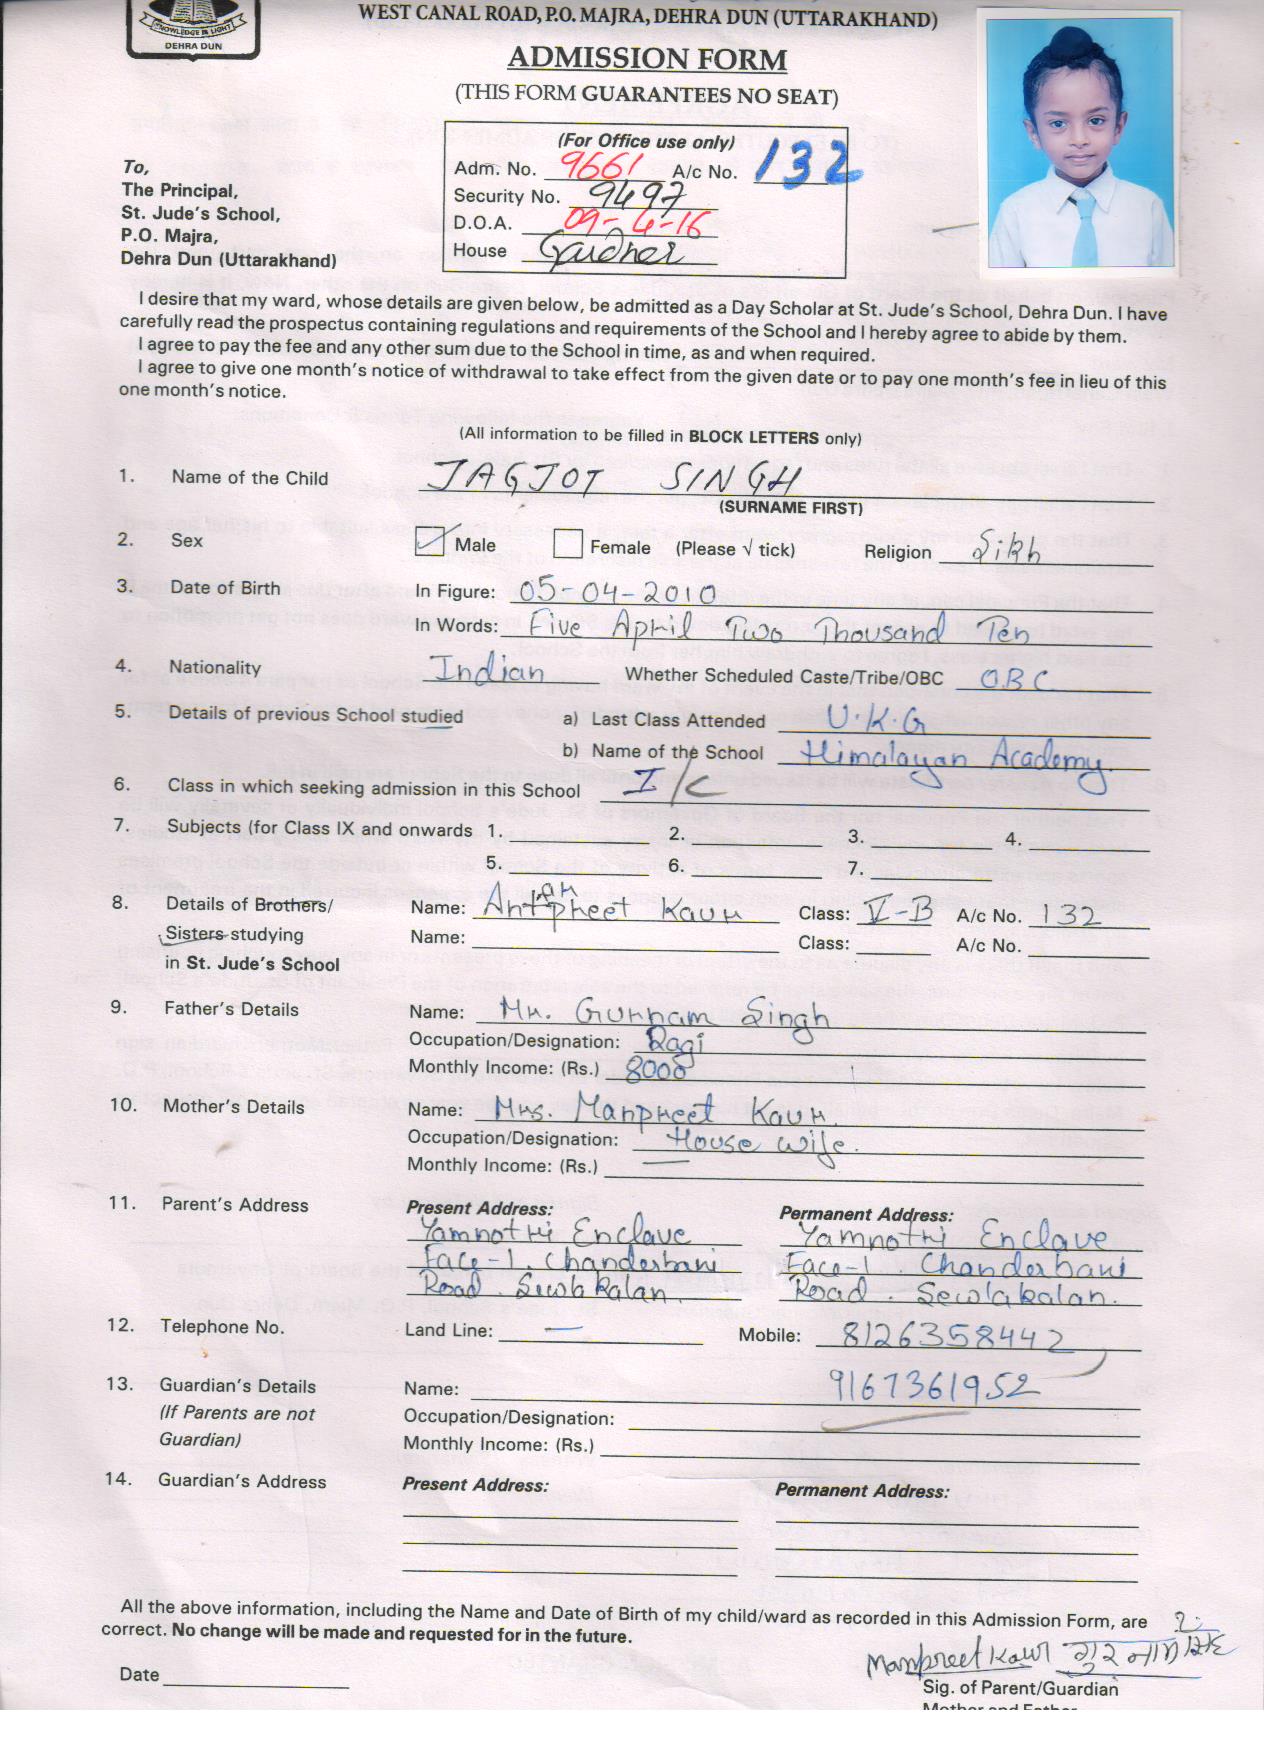 KNOWLEDGE IS LIGHT
DEHRA DUN
WEST CANAL ROAD, P.O. MAJRA, DEHRA DUN (UTTARAKHAND)
ADMISSION FORM
(THIS FORM GUARANTEES NO SEAT)
(For Office use only)
Adm. No. 9661 A/c No. 132
Security No. 9497
D.O.A. 09-4-16
House Gardner
To,
The Principal,
St. Jude's School,
P.O. Majra,
Dehra Dun (Uttarakhand)
I desire that my ward, whose details are given below, be admitted as a Day Scholar at St. Jude's School, Dehra Dun. I have
carefully read the prospectus containing regulations and requirements of the School and I hereby agree to abide by them.
I agree to pay the fee and any other sum due to the School in time, as and when required.
I agree to give one month's notice of withdrawal to take effect from the given date or to pay one month's fee in lieu of this
one month's notice.
(All information to be filled in BLOCK LETTERS only)
1. Name of the Child JAGJOT SINGH
(SURNAME FIRST)
2. Sex Male Female (Please √ tick) Religion Sikh
3. Date of Birth In Figure: 05-04-2010
In Words: Five April Two Thousand Ten
4. Nationality Indian Whether Scheduled Caste/Tribe/OBC O.B.C
5. Details of previous School studied a) Last Class Attended U.K.G
b) Name of the School Himalayan Academy
6. Class in which seeking admission in this School I/C
7. Subjects (for Class IX and onwards 1. 2. 3. 4.
5. 6. 7.
8. Details of Brothers/ Name: Kaur Class: V-B A/c No. 132
Sisters studying Name: Class: A/c No.
in St. Jude's School
9. Father's Details Name: Mr. Gurnam Singh
Occupation/Designation: Ragi
Monthly Income: (Rs.) 8000
10. Mother's Details Name: Mrs. Manpreet Kaur.
Occupation/Designation: House wife.
Monthly Income: (Rs.) —
11. Parent's Address Present Address: Permanent Address:
Yamnotri Enclave Yamnotri Enclave
Face-1, Chanderbani Face-1 Chanderbani
Road. Sewlakalan. Road. Sewlakalan.
12. Telephone No. Land Line: — Mobile: 8126358442
9167361952
13. Guardian's Details Name:
(If Parents are not Occupation/Designation:
Guardian) Monthly Income: (Rs.)
14. Guardian's Address Present Address: Permanent Address:
All the above information, including the Name and Date of Birth of my child/ward as recorded in this Admission Form, are
correct. No change will be made and requested for in the future.
Manpreet Kaur गुरनाम सिंह
Date
Sig. of Parent/Guardian
Mother and Father